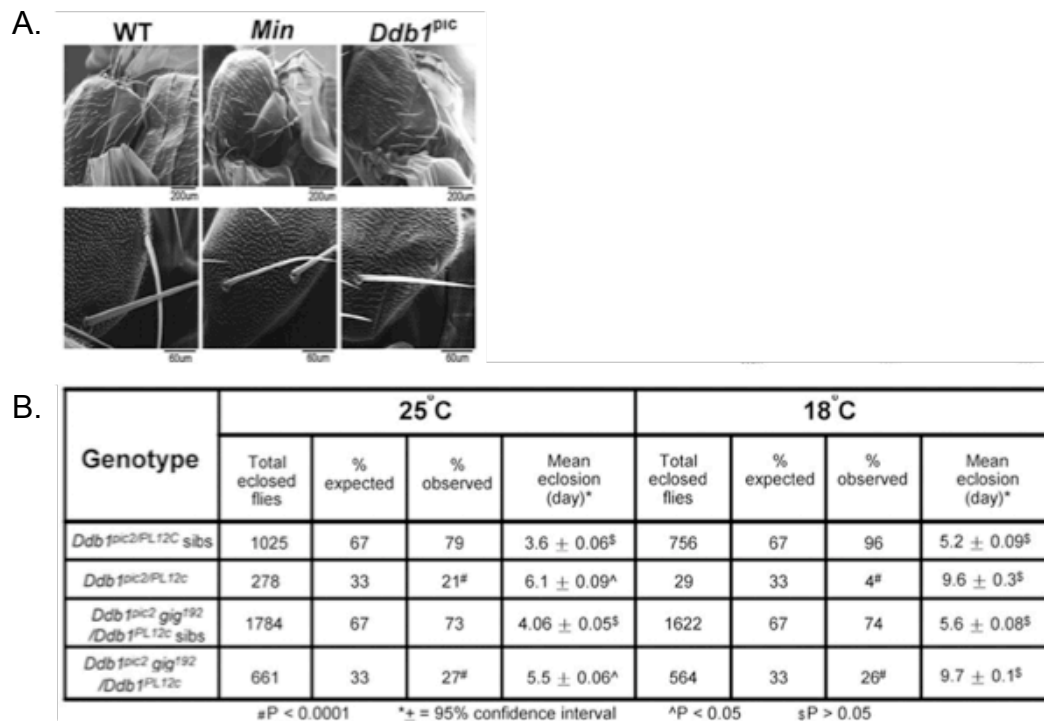 A.
WT Min Ddb1pic
200um 200um 200um
60um 60um 60um
B.
Genotype 25°C 18°C
Total eclosed flies % expected % observed Mean eclosion (day)* Total eclosed flies % expected % observed Mean eclosion (day)*
Ddb1pic2/PL12C sibs 1025 67 79 3.6 ± 0.06$ 756 67 96 5.2 ± 0.09$
Ddb1pic2/PL12c 278 33 21# 6.1 ± 0.09^ 29 33 4# 9.6 ± 0.3$
Ddb1pic2 gig192 /Ddb1PL12c sibs 1784 67 73 4.06 ± 0.05$ 1622 67 74 5.6 ± 0.08$
Ddb1pic2 gig192 /Ddb1PL12c 661 33 27# 5.5 ± 0.06^ 564 33 26# 9.7 ± 0.1$
#P < 0.0001 *± = 95% confidence interval ^P < 0.05 $P > 0.05